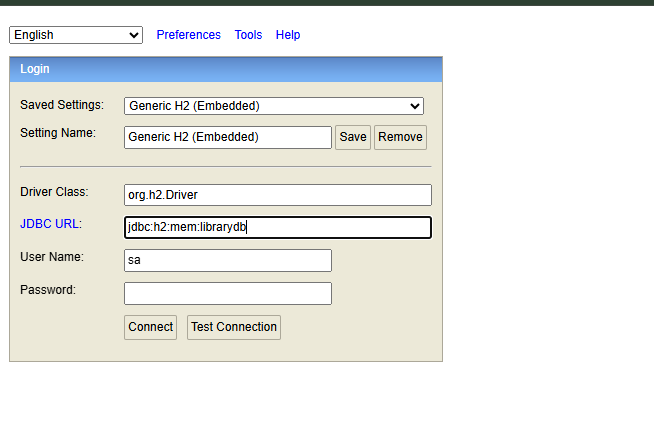 English Preferences Tools Help
Login
Saved Settings: Generic H2 (Embedded)
Setting Name: Generic H2 (Embedded) Save Remove
Driver Class: org.h2.Driver
JDBC URL: jdbc:h2:mem:librarydb
User Name: sa
Password:
Connect Test Connection